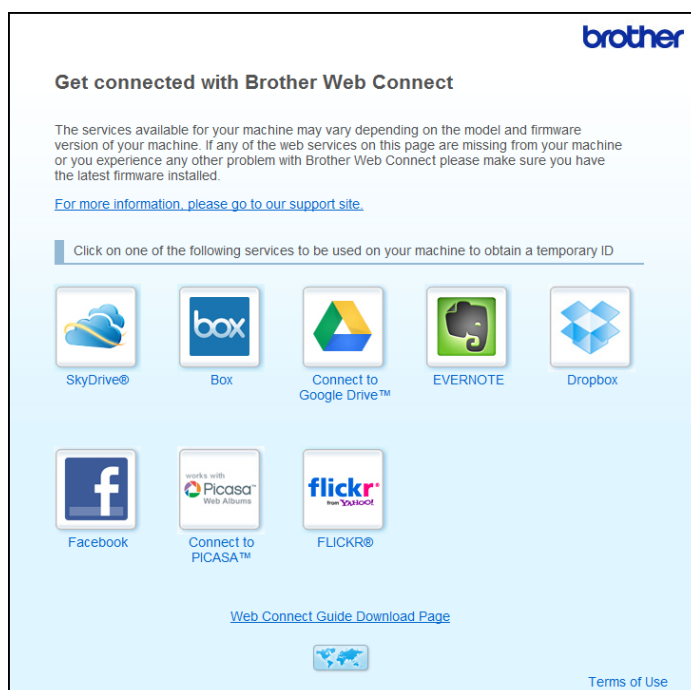 brother
Get connected with Brother Web Connect
The services available for your machine may vary depending on the model and firmware
version of your machine. If any of the web services on this page are missing from your machine
or you experience any other problem with Brother Web Connect please make sure you have
the latest firmware installed.
For more information, please go to our support site.
Click on one of the following services to be used on your machine to obtain a temporary ID
box
SkyDrive®
Box
Connect to
Google Drive™
EVERNOTE
Dropbox
f
works with
Picasa™
Web Albums
flickr
from YAHOO!
Facebook
Connect to
PICASA™
FLICKR®
Web Connect Guide Download Page
Terms of Use